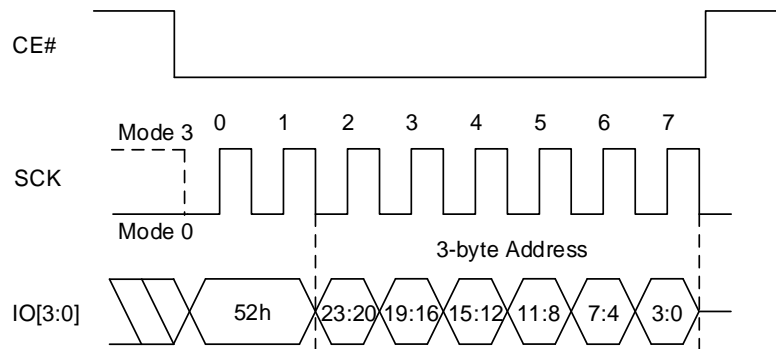 CE#
Mode 3 0 1 2 3 4 5 6 7
SCK
Mode 0
3-byte Address
IO[3:0] 52h 23:20 19:16 15:12 11:8 7:4 3:0